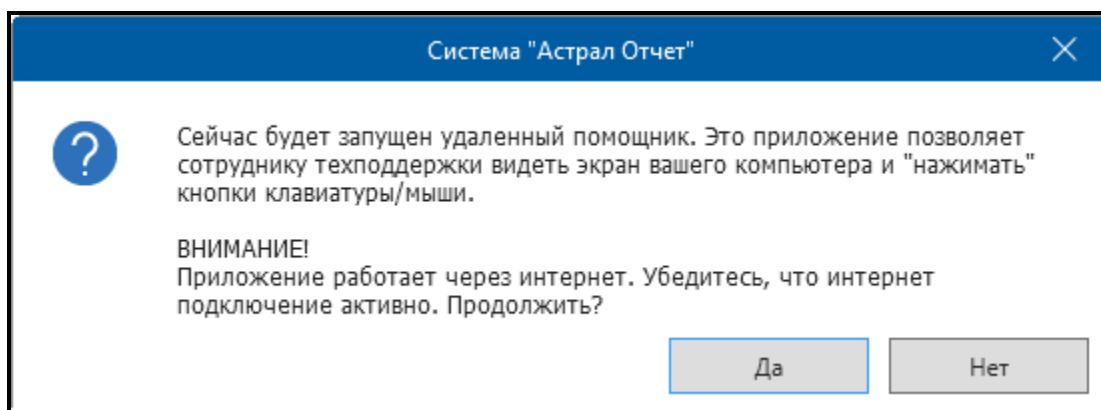 Система "Астрал Отчет"
Сейчас будет запущен удаленный помощник. Это приложение позволяет
сотруднику техподдержки видеть экран вашего компьютера и "нажимать"
кнопки клавиатуры/мыши.
ВНИМАНИЕ!
Приложение работает через интернет. Убедитесь, что интернет
подключение активно. Продолжить?
Да
Нет